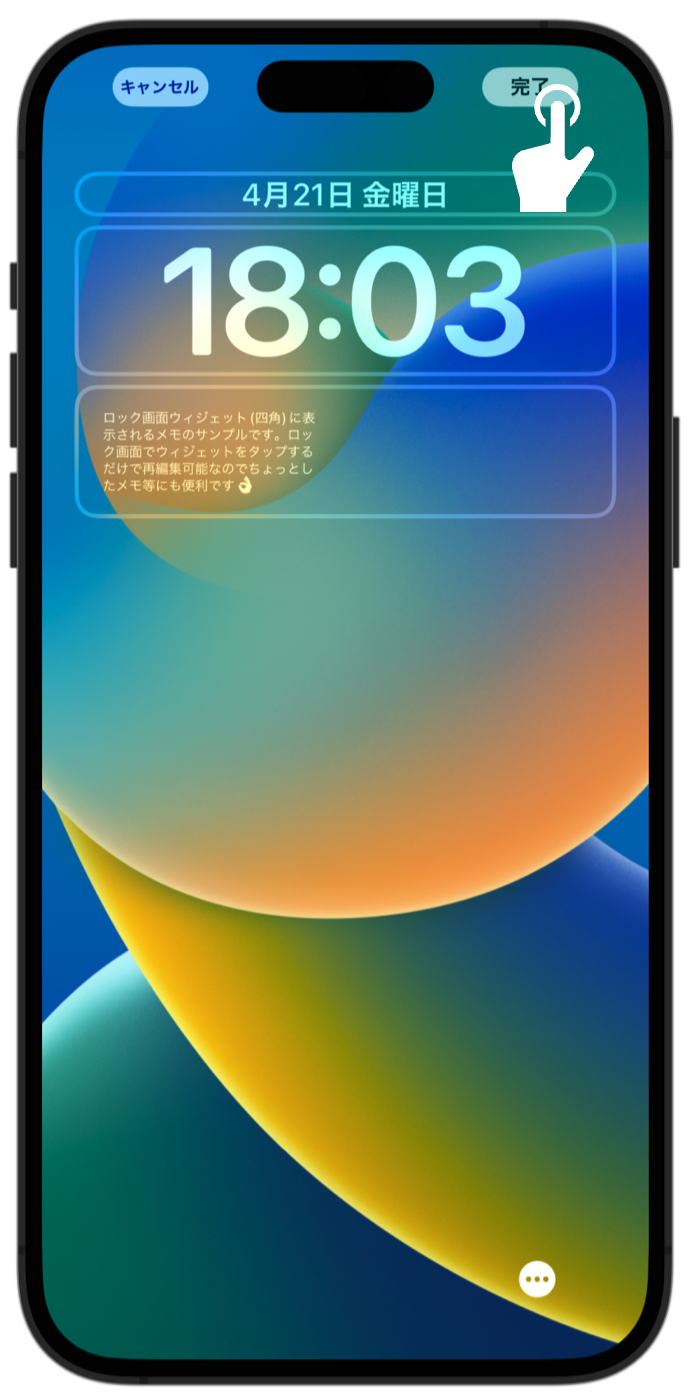 キャンセル
完了
4月21日 金曜日
18:03
ロック画面ウィジェット (四角) に表
示されるメモのサンプルです。ロッ
ク画面でウィジェットをタップする
だけで再編集可能なのでちょっとし
たメモ等にも便利です👌